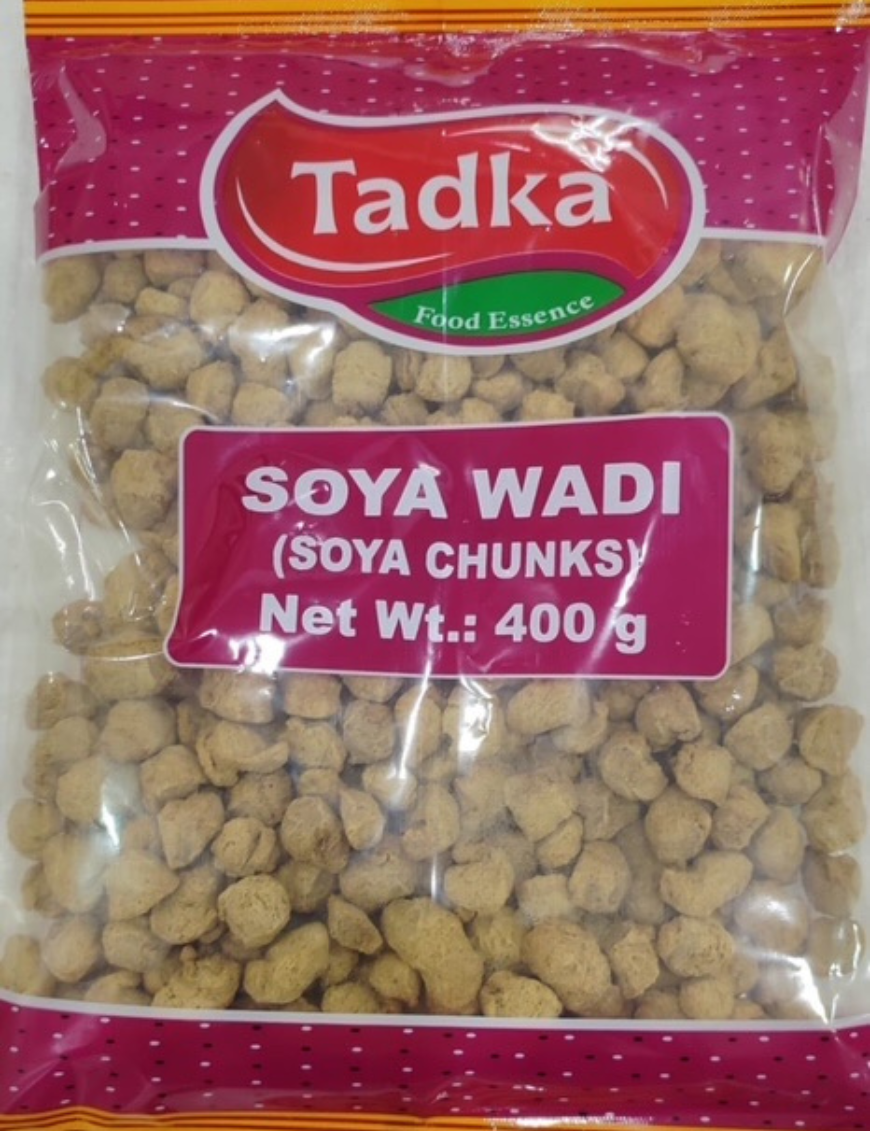 Tadka
Food Essence
SOYA WADI
(SOYA CHUNKS)
Net Wt.: 400 g